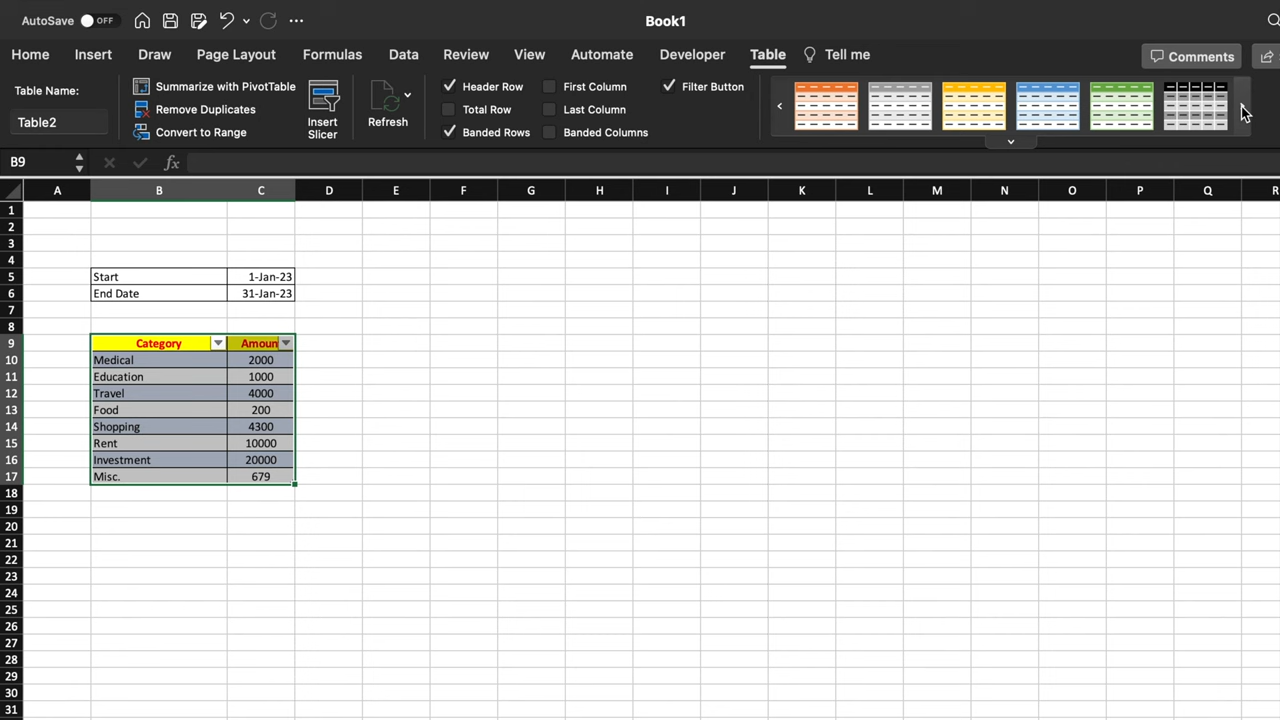 AutoSave OFF Book1
Home Insert Draw Page Layout Formulas Data Review View Automate Developer Table Tell me Comments
Table Name: Summarize with PivotTable Header Row First Column Filter Button
Table2 Remove Duplicates Insert Slicer Refresh Total Row Last Column
Convert to Range Banded Rows Banded Columns
B9 fx
A B C D E F G H I J K L M N O P Q R
1
2
3
4
5 Start 1-Jan-23
6 End Date 31-Jan-23
7
8
9 Category Amoun
10 Medical 2000
11 Education 1000
12 Travel 4000
13 Food 200
14 Shopping 4300
15 Rent 10000
16 Investment 20000
17 Misc. 679
18
19
20
21
22
23
24
25
26
27
28
29
30
31